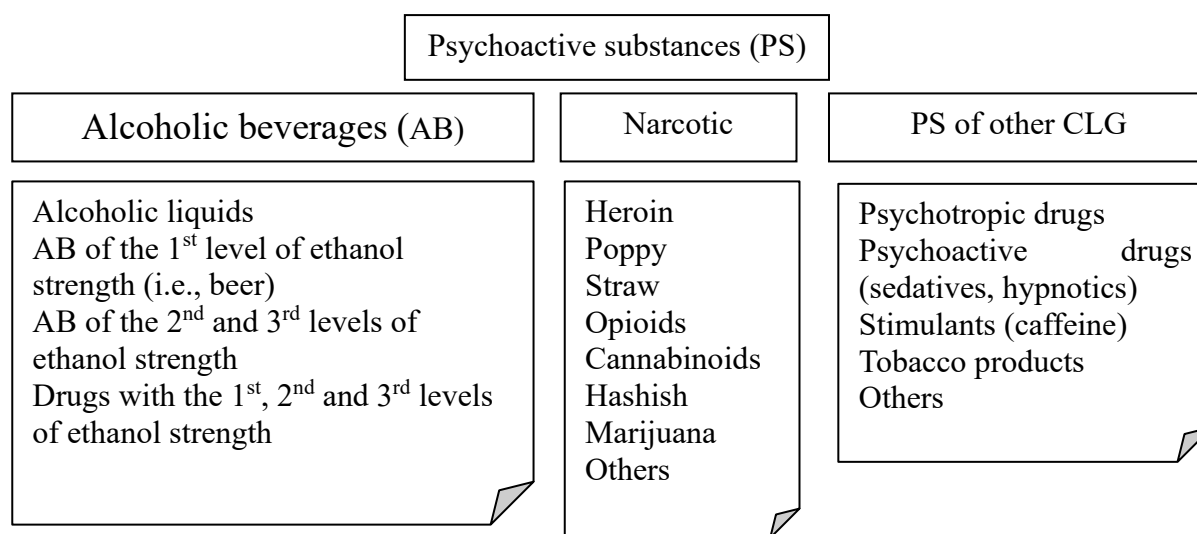 Psychoactive substances (PS)
Alcoholic beverages (AB)
Narcotic
PS of other CLG
Alcoholic liquids
AB of the 1st level of ethanol
strength (i.e., beer)
AB of the 2nd and 3rd levels of
ethanol strength
Drugs with the 1st, 2nd and 3rd levels
of ethanol strength
Heroin
Poppy
Straw
Opioids
Cannabinoids
Hashish
Marijuana
Others
Psychotropic drugs
Psychoactive drugs
(sedatives, hypnotics)
Stimulants (caffeine)
Tobacco products
Others